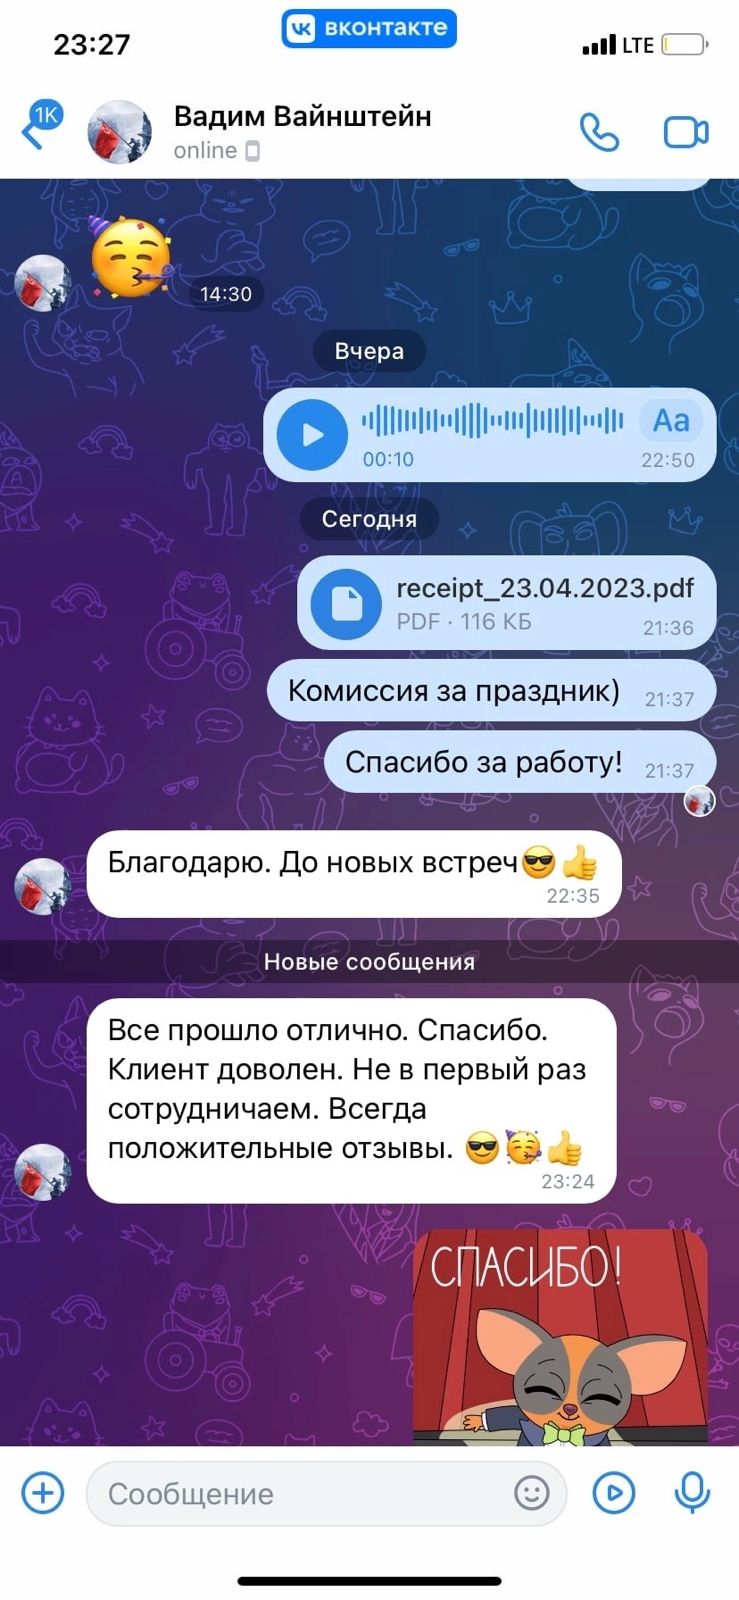 23:27
вконтакте
LTE
1K
Вадим Вайнштейн
online
14:30
Вчера
00:10
Aa
22:50
Сегодня
receipt_23.04.2023.pdf
PDF · 116 КБ
21:36
Комиссия за праздник) 21:37
Спасибо за работу! 21:37
Благодарю. До новых встреч😎👍
22:35
Новые сообщения
Все прошло отлично. Спасибо.
Клиент доволен. Не в первый раз
сотрудничаем. Всегда
положительные отзывы. 😎🥳👍
23:24
СПАСИБО!
Сообщение